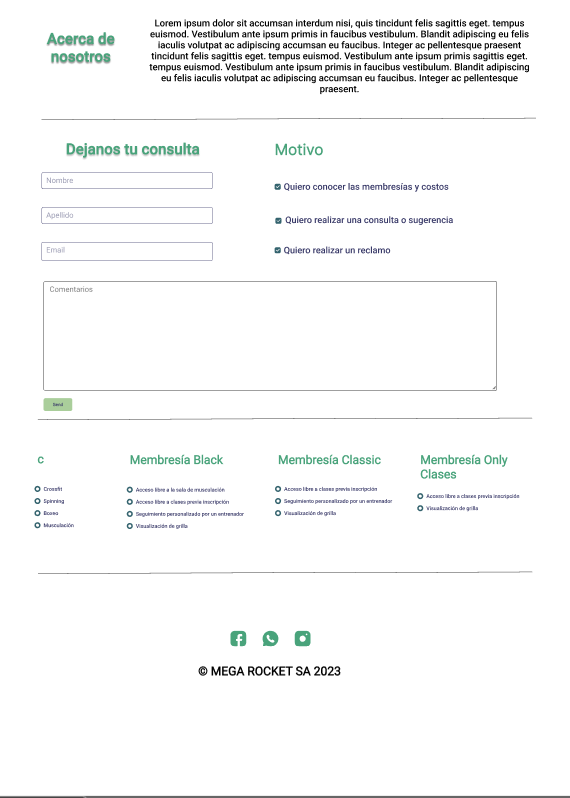 Acerca de
nosotros
Lorem ipsum dolor sit accumsan interdum nisi, quis tincidunt felis sagittis eget. tempus
euismod. Vestibulum ante ipsum primis in faucibus vestibulum. Blandit adipiscing eu felis
iaculis volutpat ac adipiscing accumsan eu faucibus. Integer ac pellentesque praesent
tincidunt felis sagittis eget. tempus euismod. Vestibulum ante ipsum primis sagittis eget.
tempus euismod. Vestibulum ante ipsum primis in faucibus vestibulum. Blandit adipiscing
eu felis iaculis volutpat ac adipiscing accumsan eu faucibus. Integer ac pellentesque
praesent.
Dejanos tu consulta
Nombre
Apellido
Email
Motivo
Quiero conocer las membresías y costos
Quiero realizar una consulta o sugerencia
Quiero realizar un reclamo
Comentarios
Send
C
Crossfit
Spinning
Boxeo
Musculación
Membresía Black
Acceso libre a la sala de musculación
Acceso libre a clases previa inscripción
Seguimiento personalizado por un entrenador
Visualización de grilla
Membresía Classic
Acceso libre a clases previa inscripción
Seguimiento personalizado por un entrenador
Visualización de grilla
Membresía Only
Clases
Acceso libre a clases previa inscripción
Visualización de grilla
© MEGA ROCKET SA 2023